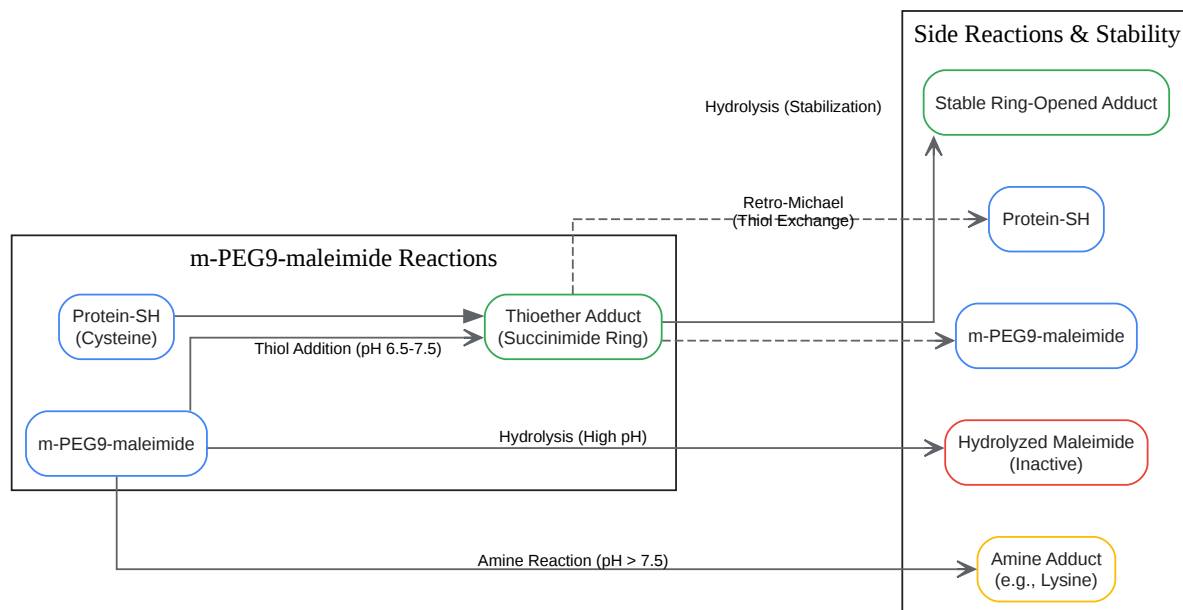 Side Reactions & Stability
Stable Ring-Opened Adduct
Hydrolysis (Stabilization)
Retro-Michael
(Thiol Exchange)
Protein-SH
m-PEG9-maleimide Reactions
Protein-SH
(Cysteine)
Thioether Adduct
(Succinimide Ring)
Thiol Addition (pH 6.5-7.5)
m-PEG9-maleimide
m-PEG9-maleimide
Hydrolysis (High pH)
Hydrolyzed Maleimide
(Inactive)
Amine Reaction (pH > 7.5)
Amine Adduct
(e.g., Lysine)